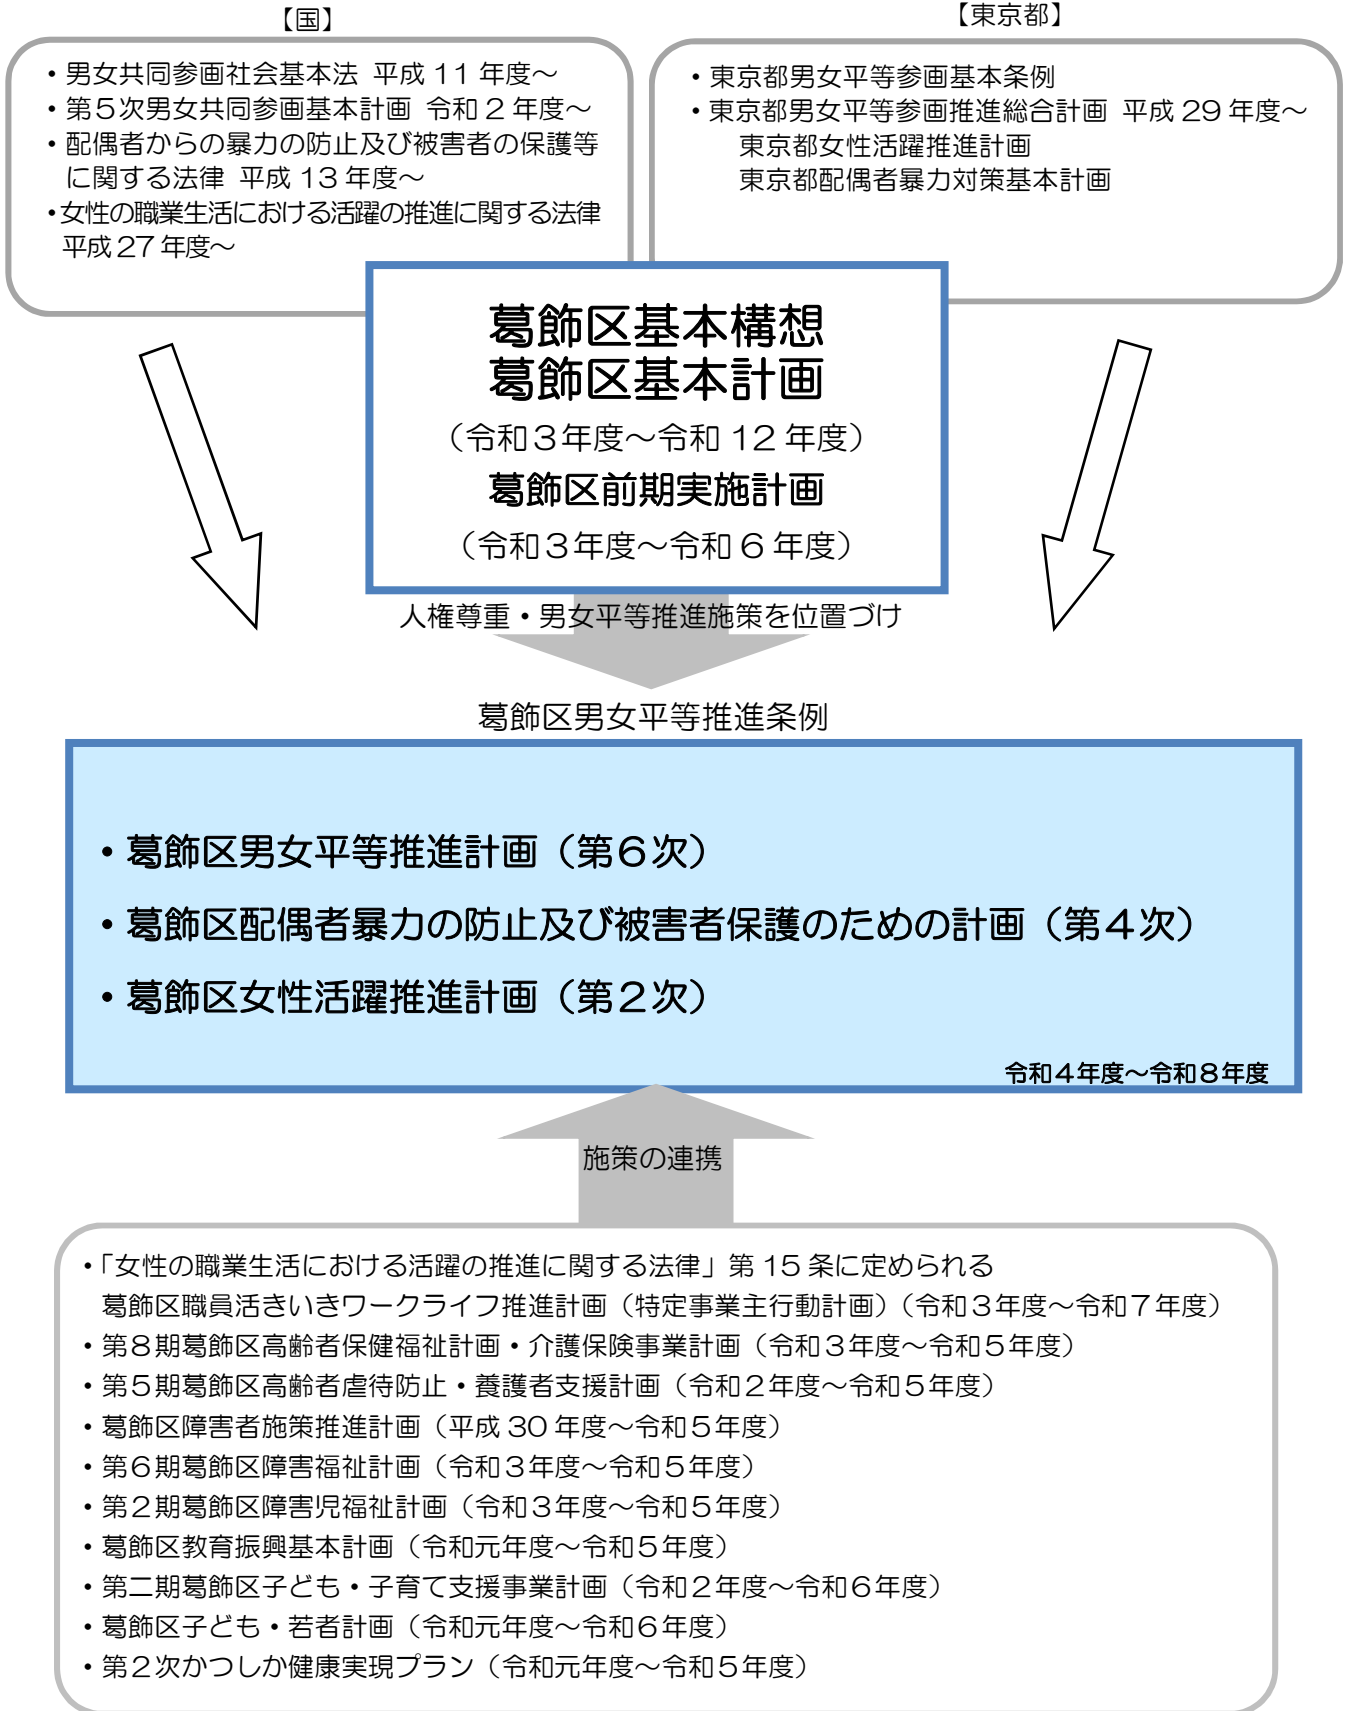 【国】
・男女共同参画社会基本法 平成 11 年度～
・第５次男女共同参画基本計画 令和 2 年度～
・配偶者からの暴力の防止及び被害者の保護等
に関する法律 平成 13 年度～
・女性の職業生活における活躍の推進に関する法律
平成 27 年度～
【東京都】
・東京都男女平等参画基本条例
・東京都男女平等参画推進総合計画 平成 29 年度～
東京都女性活躍推進計画
東京都配偶者暴力対策基本計画
葛飾区基本構想
葛飾区基本計画
（令和３年度～令和 12 年度）
葛飾区前期実施計画
（令和３年度～令和 6 年度）
人権尊重・男女平等推進施策を位置づけ
葛飾区男女平等推進条例
・葛飾区男女平等推進計画（第６次）
・葛飾区配偶者暴力の防止及び被害者保護のための計画（第４次）
・葛飾区女性活躍推進計画（第２次）
令和４年度～令和８年度
施策の連携
・「女性の職業生活における活躍の推進に関する法律」第 15 条に定められる
葛飾区職員活きいきワークライフ推進計画（特定事業主行動計画）（令和３年度～令和７年度）
・第８期葛飾区高齢者保健福祉計画・介護保険事業計画（令和３年度～令和５年度）
・第５期葛飾区高齢者虐待防止・養護者支援計画（令和２年度～令和５年度）
・葛飾区障害者施策推進計画（平成 30 年度～令和５年度）
・第６期葛飾区障害福祉計画（令和３年度～令和５年度）
・第２期葛飾区障害児福祉計画（令和３年度～令和５年度）
・葛飾区教育振興基本計画（令和元年度～令和５年度）
・第二期葛飾区子ども・子育て支援事業計画（令和２年度～令和６年度）
・葛飾区子ども・若者計画（令和元年度～令和６年度）
・第２次かつしか健康実現プラン（令和元年度～令和５年度）